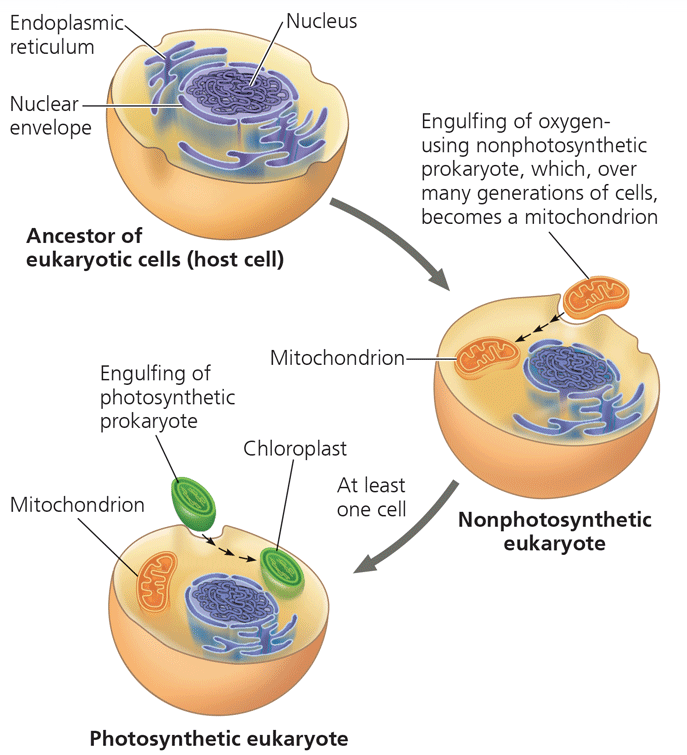 Endoplasmic
reticulum
Nucleus
Nuclear
envelope
Ancestor of
eukaryotic cells (host cell)
Engulfing of oxygen-
using nonphotosynthetic
prokaryote, which, over
many generations of cells,
becomes a mitochondrion
Mitochondrion
Nonphotosynthetic
eukaryote
At least
one cell
Engulfing of
photosynthetic
prokaryote
Chloroplast
Mitochondrion
Photosynthetic eukaryote